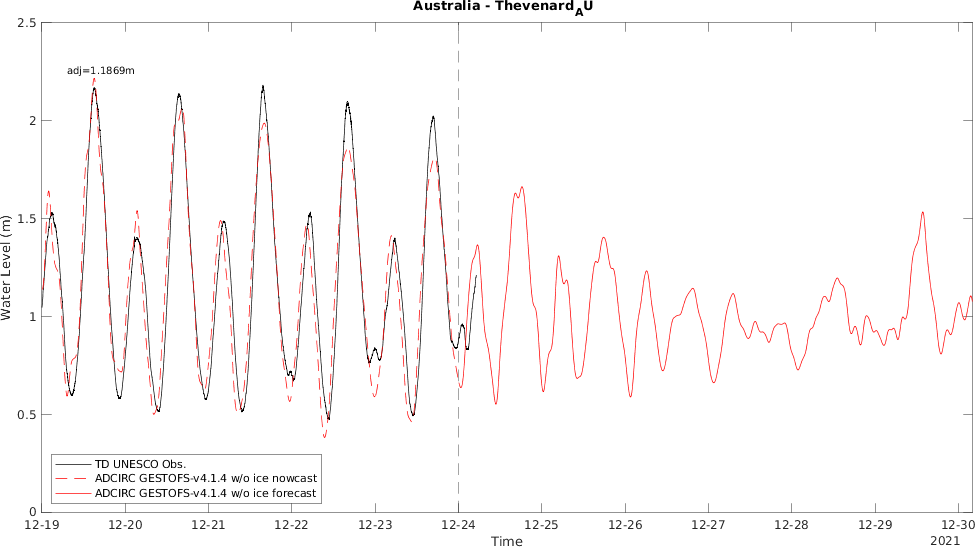 Australia - Thevenard_AU
adj=1.1869m
2.5
2
1.5
1
0.5
0
Water Level (m)
TD UNESCO Obs.
ADCIRC GESTOFS-v4.1.4 w/o ice nowcast
ADCIRC GESTOFS-v4.1.4 w/o ice forecast
12-19 12-20 12-21 12-22 12-23 12-24 12-25 12-26 12-27 12-28 12-29 12-30
Time
2021